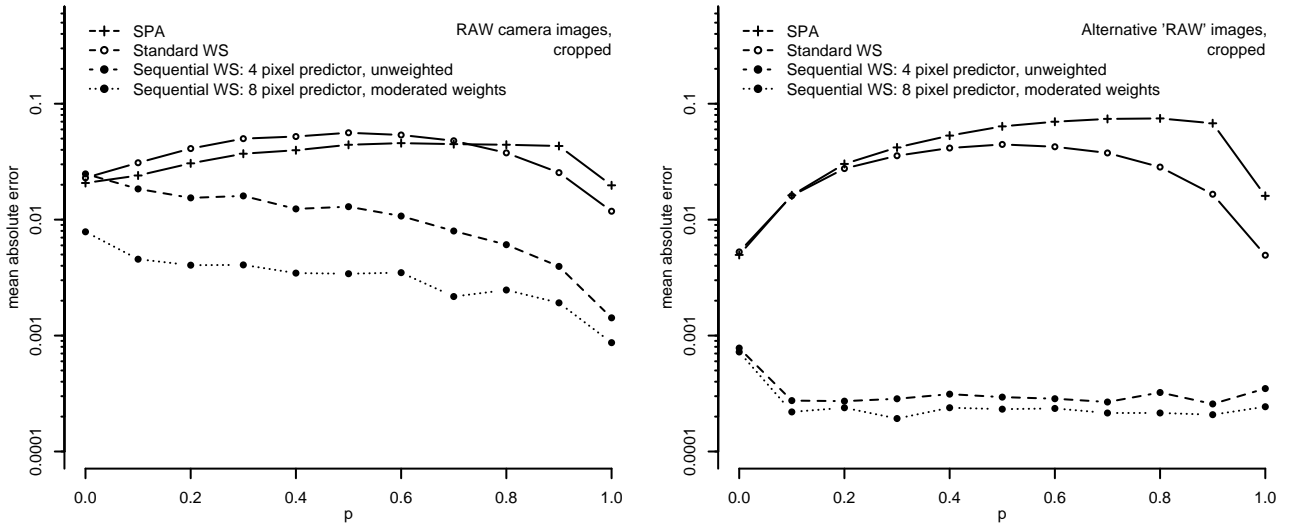 SPA
Standard WS
Sequential WS: 4 pixel predictor, unweighted
Sequential WS: 8 pixel predictor, moderated weights
RAW camera images,
cropped
mean absolute error
0.1
0.01
0.001
0.0001
0.0 0.2 0.4 0.6 0.8 1.0
p
SPA
Standard WS
Sequential WS: 4 pixel predictor, unweighted
Sequential WS: 8 pixel predictor, moderated weights
Alternative 'RAW' images,
cropped
mean absolute error
0.1
0.01
0.001
0.0001
0.0 0.2 0.4 0.6 0.8 1.0
p